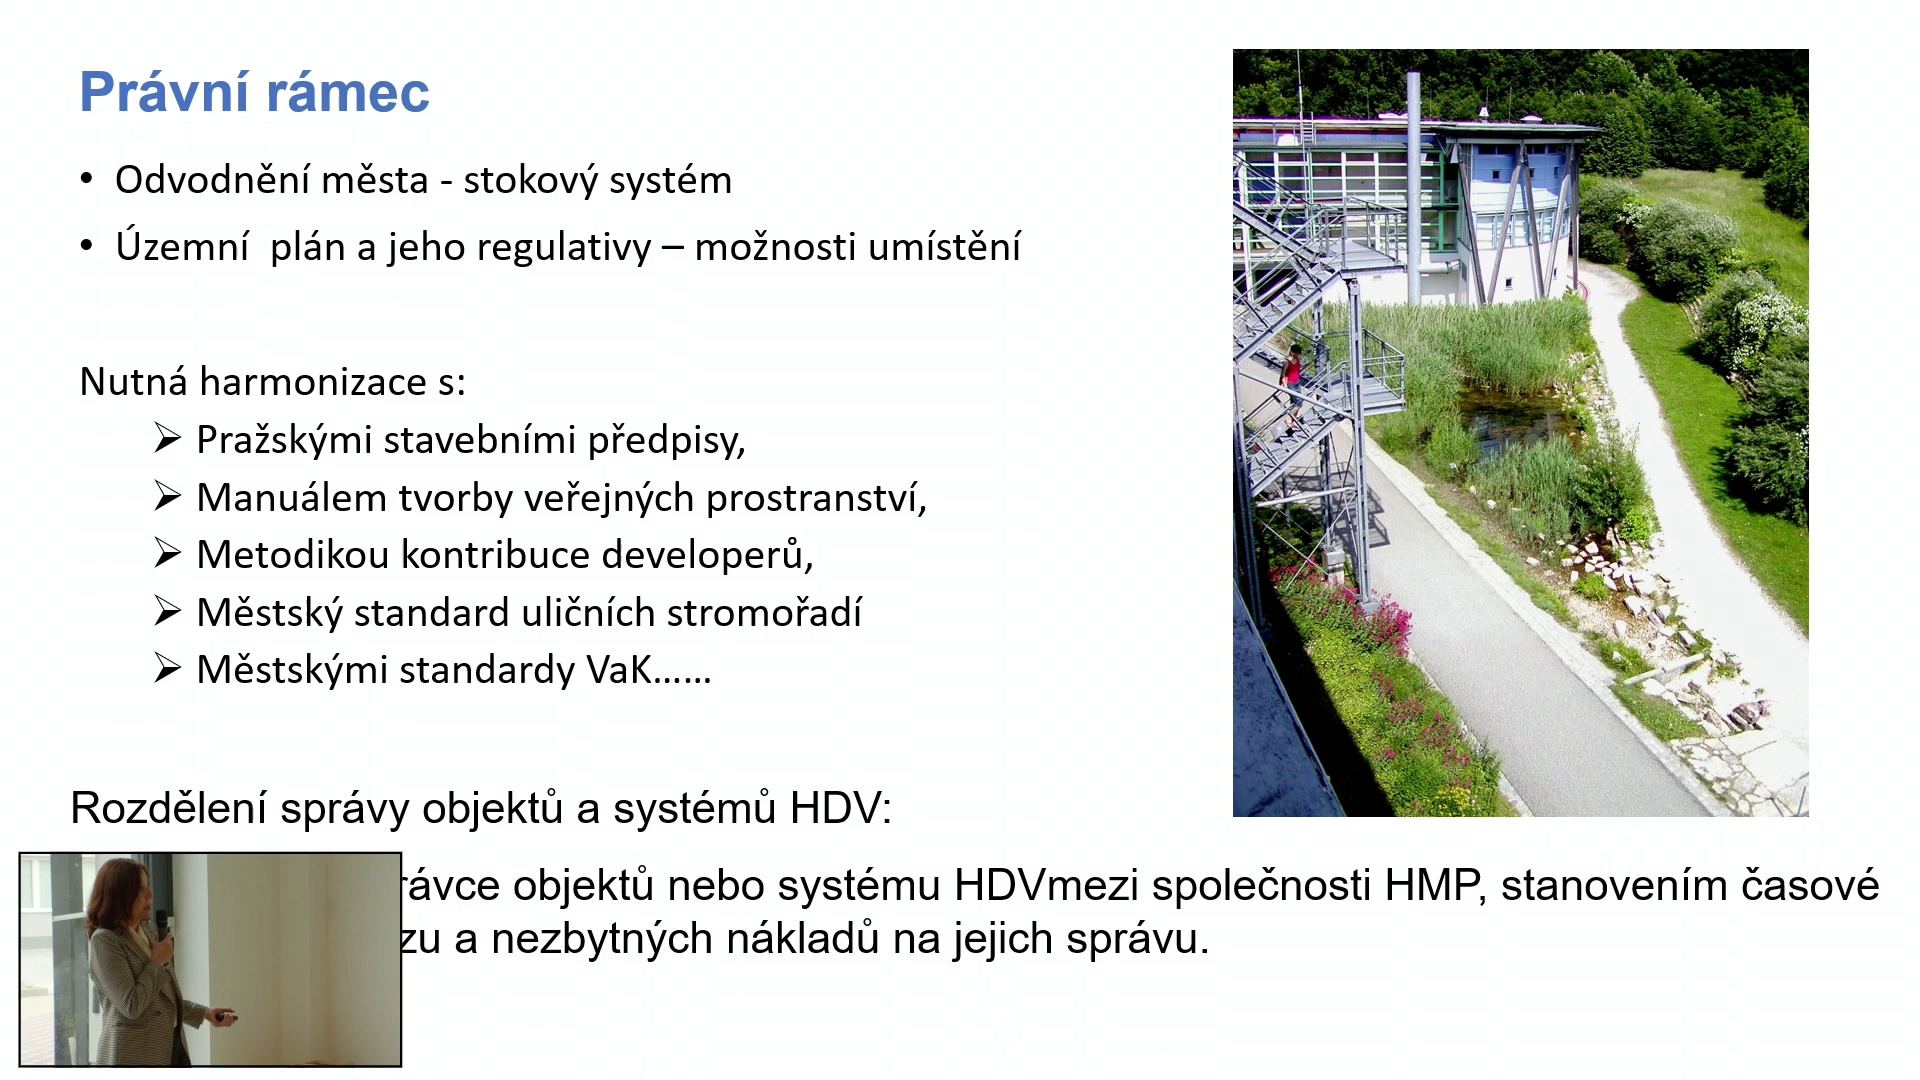 Právní rámec
• Odvodnění města - stokový systém
• Územní plán a jeho regulativy – možnosti umístění
Nutná harmonizace s:
➢ Pražskými stavebními předpisy,
➢ Manuálem tvorby veřejných prostranství,
➢ Metodikou kontribuce developerů,
➢ Městský standard uličních stromořadí
➢ Městskými standardy VaK……
Rozdělení správy objektů a systémů HDV:
objektů nebo systému HDVmezi společnosti HMP, stanovením časové
a nezbytných nákladů na jejich správu.